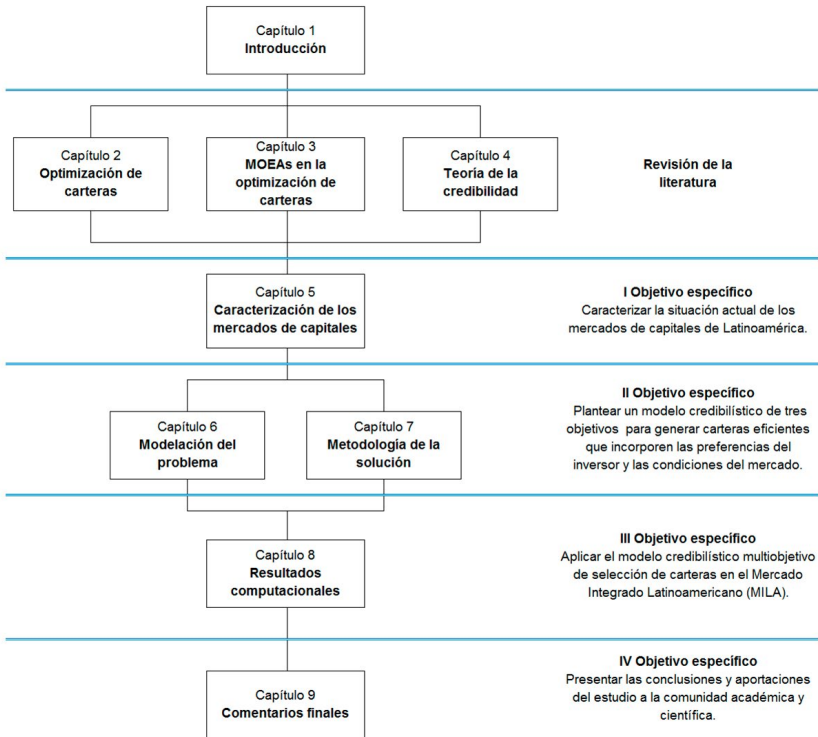 Capítulo 1
Introducción
Capítulo 2
Optimización de
carteras
Capítulo 3
MOEAs en la
optimización de
carteras
Capítulo 4
Teoría de la
credibilidad
Revisión de la
literatura
Capítulo 5
Caracterización de los
mercados de capitales
I Objetivo específico
Caracterizar la situación actual de los
mercados de capitales de Latinoamérica.
Capítulo 6
Modelación del
problema
Capítulo 7
Metodología de la
solución
II Objetivo específico
Plantear un modelo credibilístico de tres
objetivos para generar carteras eficientes
que incorporen las preferencias del
inversor y las condiciones del mercado.
Capítulo 8
Resultados
computacionales
III Objetivo específico
Aplicar el modelo credibilístico multiobjetivo
de selección de carteras en el Mercado
Integrado Latinoamericano (MILA).
Capítulo 9
Comentarios finales
IV Objetivo específico
Presentar las conclusiones y aportaciones
del estudio a la comunidad académica y
científica.